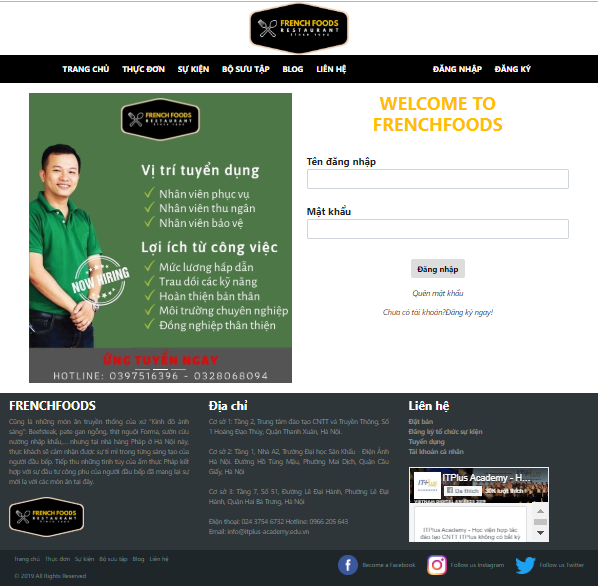 FRENCH FOODS
RESTAURANT
SINCE 1990
TRANG CHỦ THỰC ĐƠN SỰ KIỆN BỘ SƯU TẬP BLOG LIÊN HỆ ĐĂNG NHẬP ĐĂNG KÝ
FRENCH FOODS
RESTAURANT
Vị trí tuyển dụng
Nhân viên phục vụ
Nhân viên thu ngân
Nhân viên bảo vệ
Lợi ích từ công việc
Mức lương hấp dẫn
Trau dồi các kỹ năng
Hoàn thiện bản thân
Môi trường chuyên nghiệp
Đồng nghiệp thân thiện
NOW HIRING
ỨNG TUYỂN NGAY
HOTLINE: 0397516396 - 0328068094
WELCOME TO
FRENCHFOODS
Tên đăng nhập
Mật khẩu
Đăng nhập
Quên mật khẩu
Chưa có tài khoản?Đăng ký ngay!
FRENCHFOODS
Cũng là những món ăn truyền thống của xứ "Kinh đô ánh
sáng": Beefsteak, pate gan ngỗng, thịt nguội Forma, sườn cừu
nướng nhập khẩu,... nhưng tại nhà hàng Pháp ở Hà Nội này,
thực khách sẽ cảm nhận được sự tỉ mỉ trong từng sáng tạo của
người đầu bếp. Tiếp thu những tinh túy của ẩm thực Pháp kết
hợp với sự đầu tư công phu của người đầu bếp đã mang lại sự
mới lạ với các món ăn tại đây.
FRENCH FOODS
RESTAURANT
Địa chỉ
Cơ sở 1: Tầng 2, Trung tâm đào tạo CNTT và Truyền Thông, Số
1 Hoàng Đạo Thúy, Quận Thanh Xuân, Hà Nội.
Cơ sở 2: Tầng 1, Nhà A2, Trường Đại học Sân Khấu - Điện Ảnh
Hà Nội. Đường Hồ Tùng Mậu, Phường Mai Dịch, Quận Cầu
Giấy, Hà Nội
Cơ sở 3: Tầng 7, Số 51, Đường Lê Đại Hành, Phường Lê Đại
Hành, Quận Hai Bà Trưng, Hà Nội
Điện thoại: 024 3754 6732 Hotline: 0966 205 643
Email: info@itplus-academy.edu.vn
Liên hệ
Đặt bàn
Đăng ký tổ chức sự kiện
Tuyển dụng
Tài khoản cá nhân
ITPlus Academy - H...
Đã thích 30K lượt thích
ITPlus Academy - Học viện hợp tác
đào tạo CNTT ITPlus không có bất kỳ
Trang chủ Thực đơn Sự kiện Bộ sưu tập Blog Liên hệ
© 2019 All Rights Reserved
Become a Facebook
Follow us Instagram
Follow us Twitter